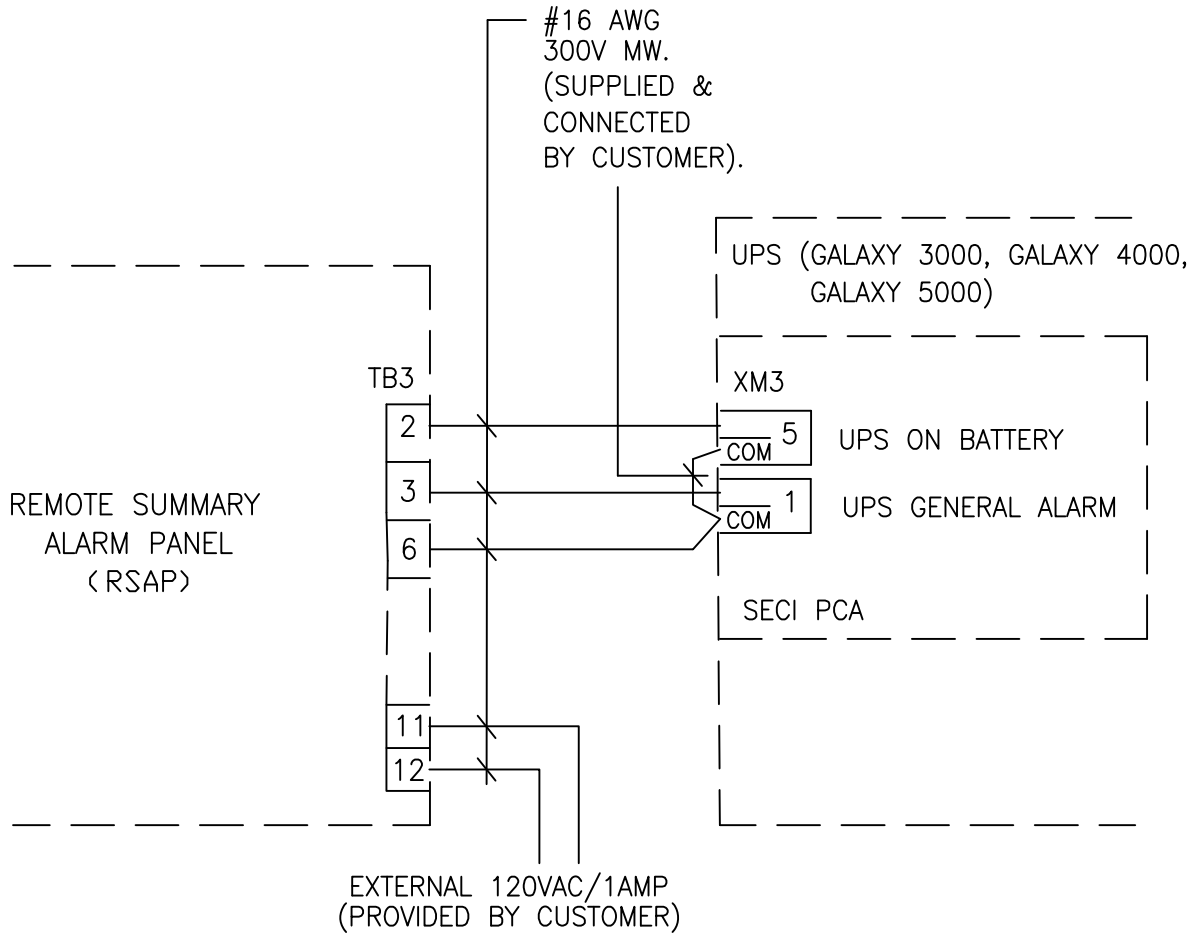 #16 AWG
300V MW.
(SUPPLIED &
CONNECTED
BY CUSTOMER).
UPS (GALAXY 3000, GALAXY 4000,
GALAXY 5000)
TB3
XM3
2
5
COM
UPS ON BATTERY
3
1
COM
UPS GENERAL ALARM
REMOTE SUMMARY
ALARM PANEL
(RSAP)
6
SECI PCA
11
12
EXTERNAL 120VAC/1AMP
(PROVIDED BY CUSTOMER)